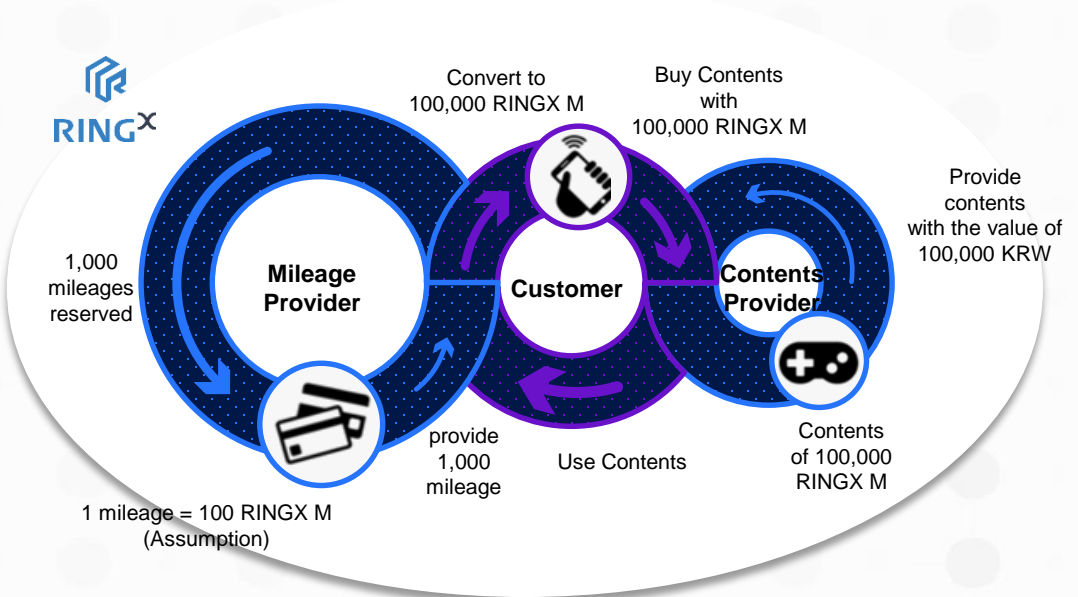 RINGX
Convert to
100,000 RINGX M
Buy Contents
with
100,000 RINGX M
Provide
contents
with the value of
100,000 KRW
1,000
mileages
reserved
Mileage
Provider
Customer
Contents
Provider
provide
1,000
mileage
Use Contents
Contents
of 100,000
RINGX M
1 mileage = 100 RINGX M
(Assumption)